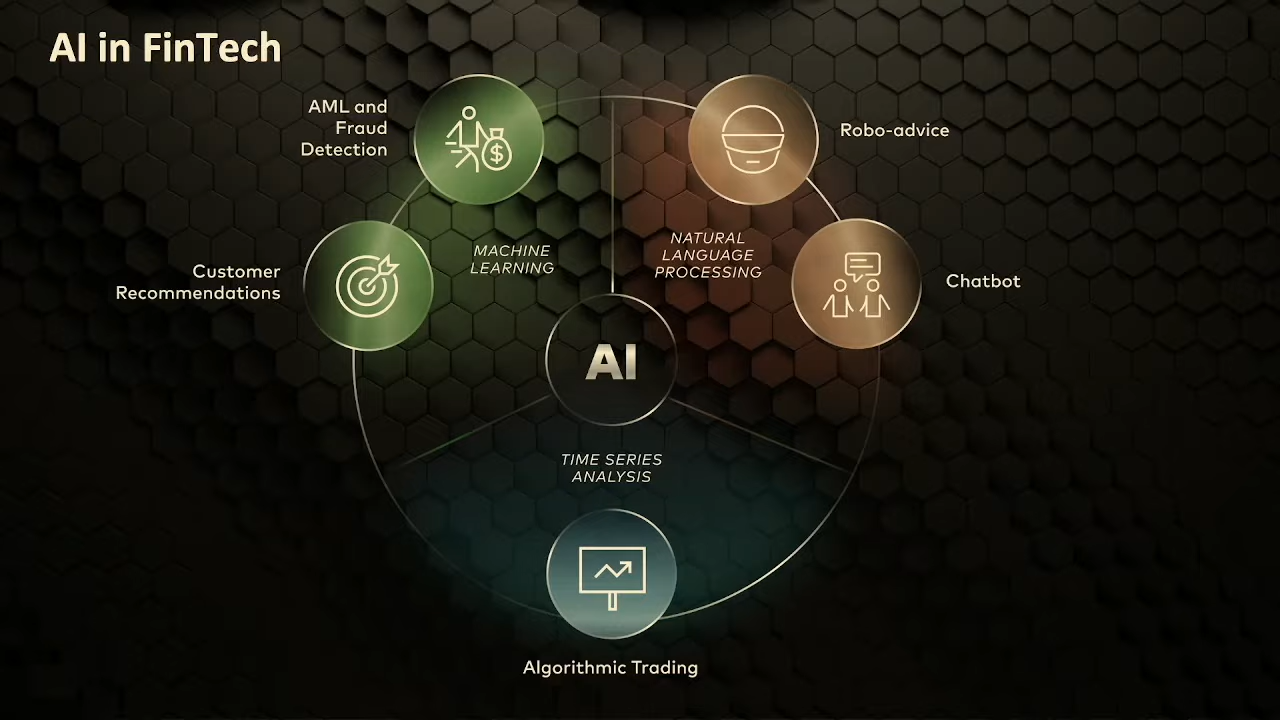 AI in FinTech
AML and
Fraud
Detection
$
Robo-advice
MACHINE
LEARNING
NATURAL
LANGUAGE
PROCESSING
Customer
Recommendations
Chatbot
AI
TIME SERIES
ANALYSIS
Algorithmic Trading